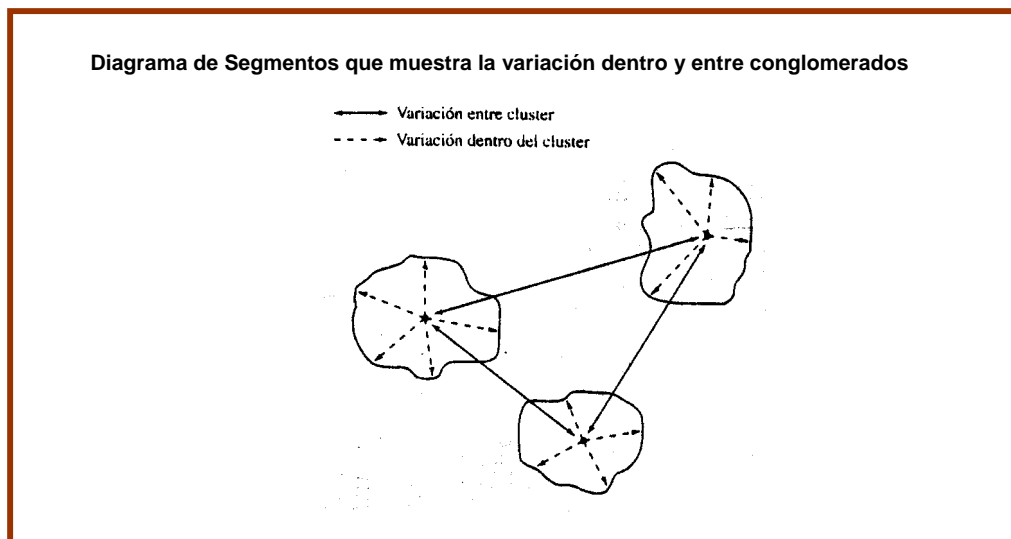 Diagrama de Segmentos que muestra la variación dentro y entre conglomerados
Variación entre cluster
Variación dentro del cluster